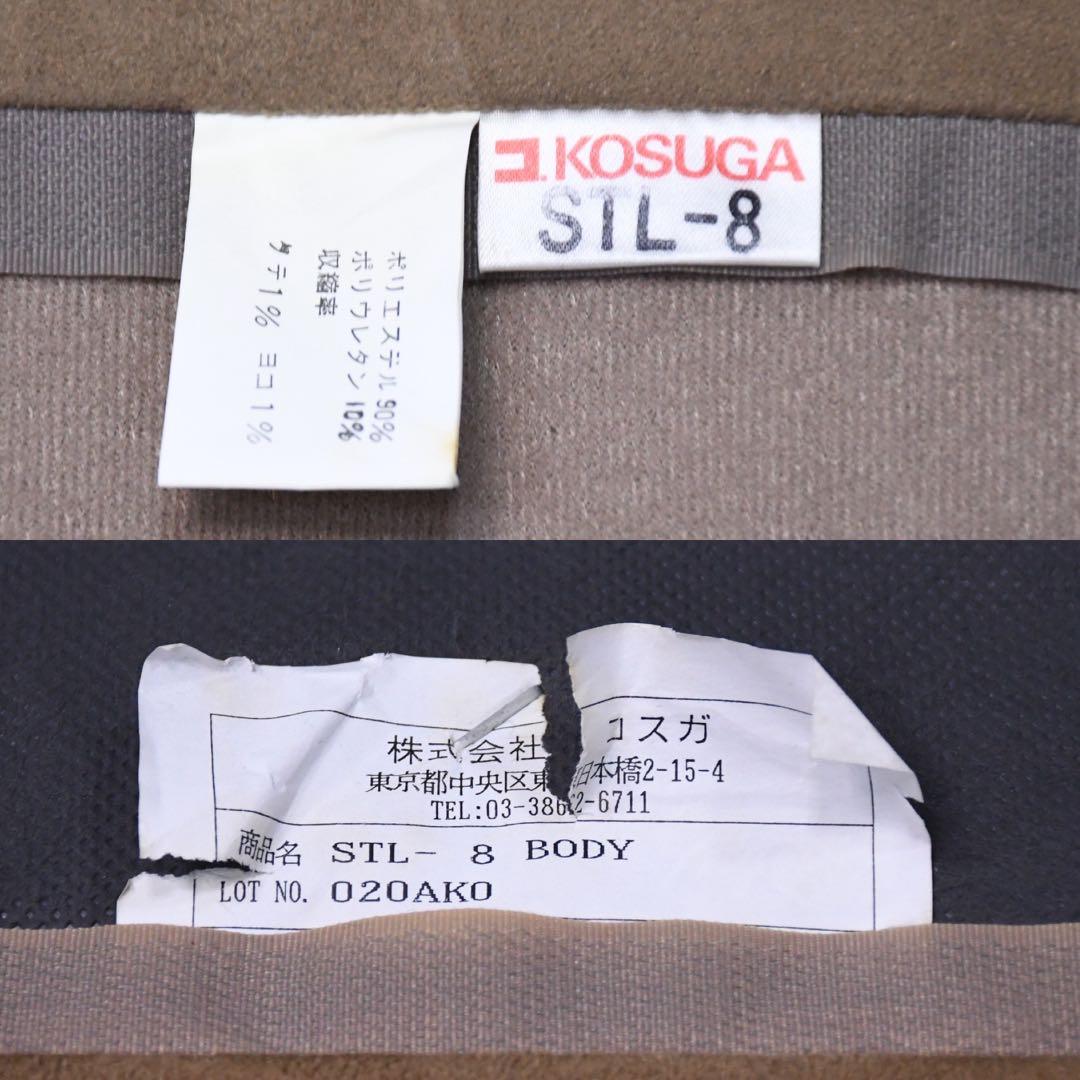 コ.KOSUGA
STL-8
ポリエステル90%
ポリウレタン10%
収縮率
タテ1% ヨコ1%
株式会社 コスガ
東京都中央区東日本橋2-15-4
TEL:03-3862-6711
商品名 STL- 8 BODY
LOT NO. 020AKO